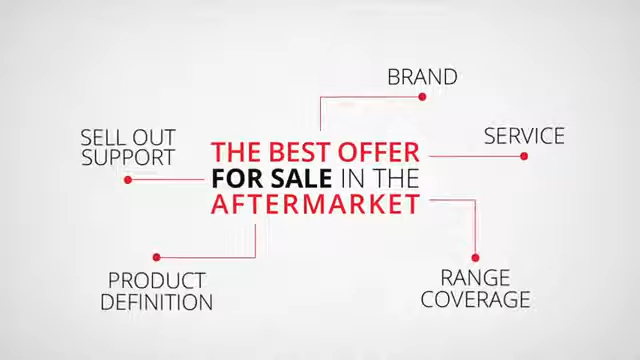 BRAND
SERVICE
SELL OUT
SUPPORT
THE BEST OFFER
FOR SALE IN THE
AFTERMARKET
PRODUCT
DEFINITION
RANGE
COVERAGE